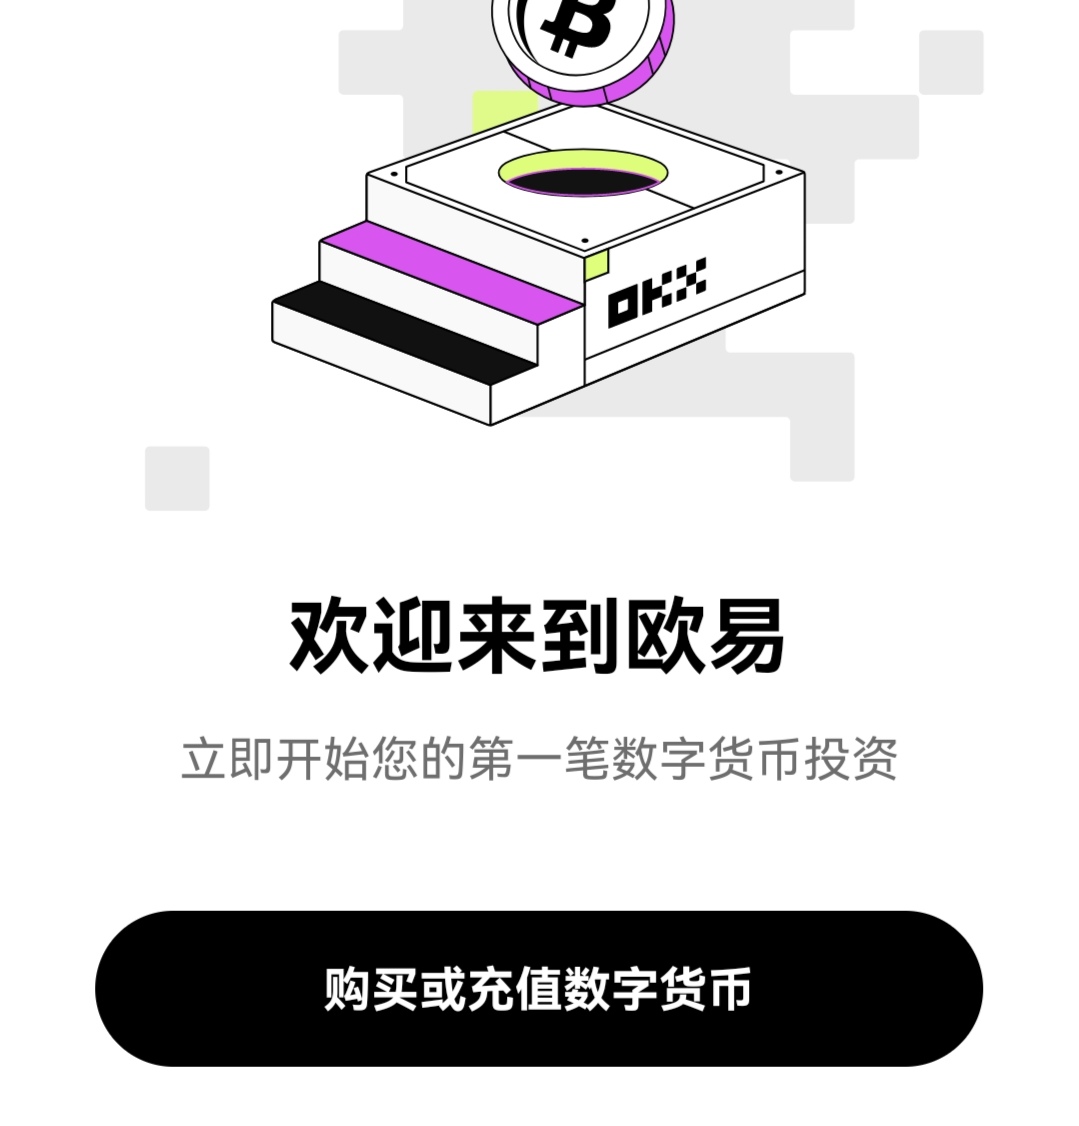 OKX
欢迎来到欧易
立即开始您的第一笔数字货币投资
购买或充值数字货币